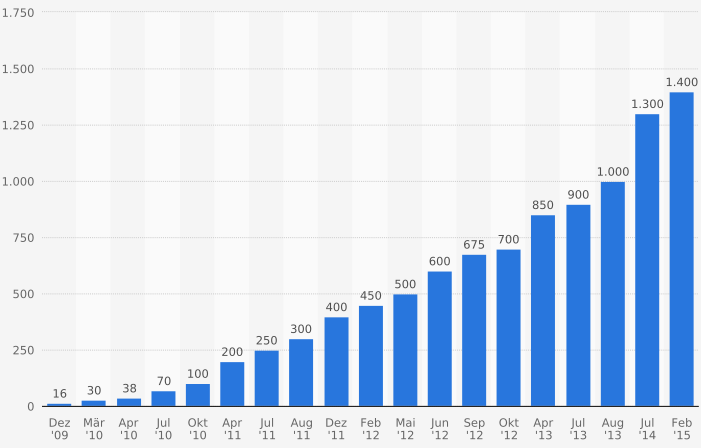 1.750
1.500
1.250
1.000
750
500
250
0
16
30
38
70
100
200
250
300
400
450
500
600
675
700
850
900
1.000
1.300
1.400
Dez '09
Mär '10
Apr '10
Jul '10
Okt '10
Apr '11
Jul '11
Aug '11
Dez '11
Feb '12
Mai '12
Jun '12
Sep '12
Okt '12
Apr '13
Jul '13
Aug '13
Jul '14
Feb '15